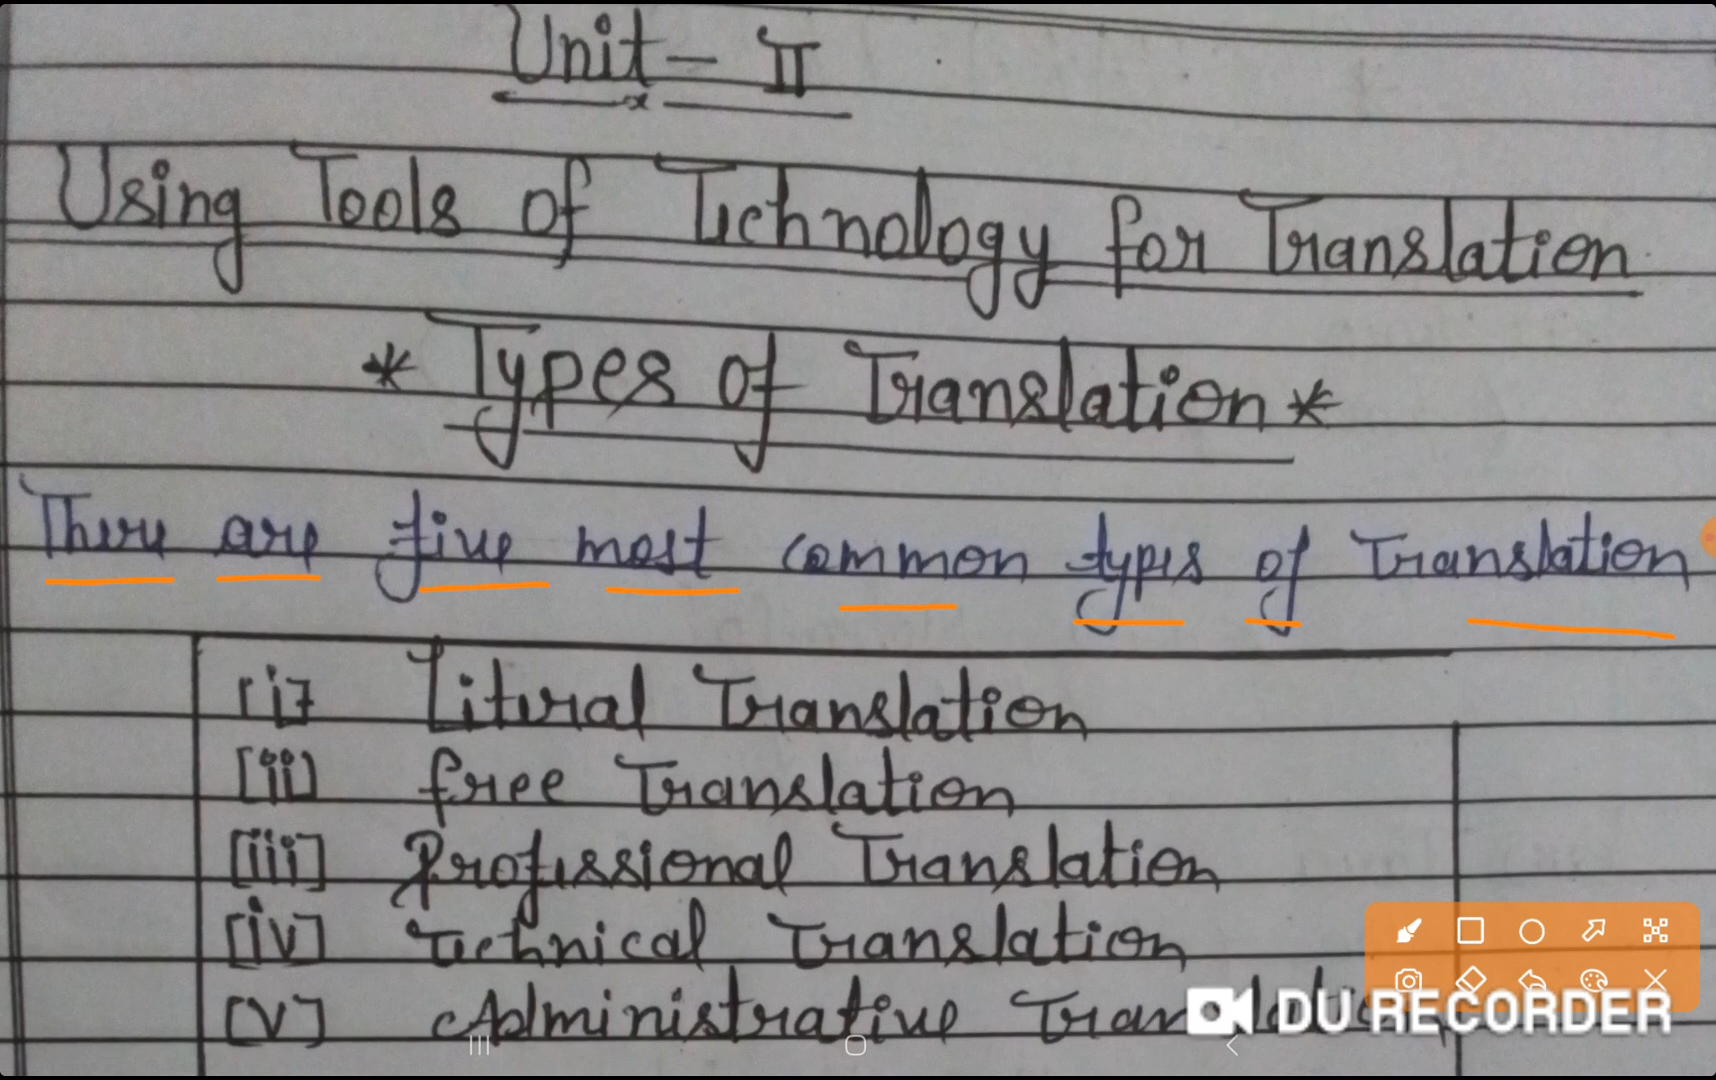 Unit - II
Using Tools of Technology for Translation
* Types of Translation *
There are five most common types of Translation
[i] Literal Translation
[ii] free Translation
[iii] Professional Translation
[iv] Technical Translation
[v] Administrative Translation
DU RECORDER